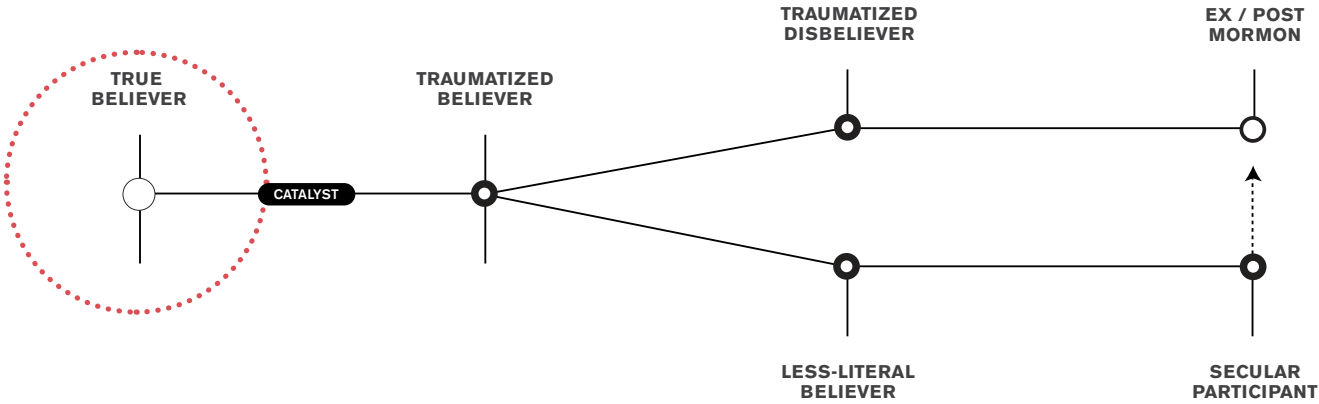 TRUE
BELIEVER
CATALYST
TRAUMATIZED
BELIEVER
TRAUMATIZED
DISBELIEVER
EX / POST
MORMON
LESS-LITERAL
BELIEVER
SECULAR
PARTICIPANT